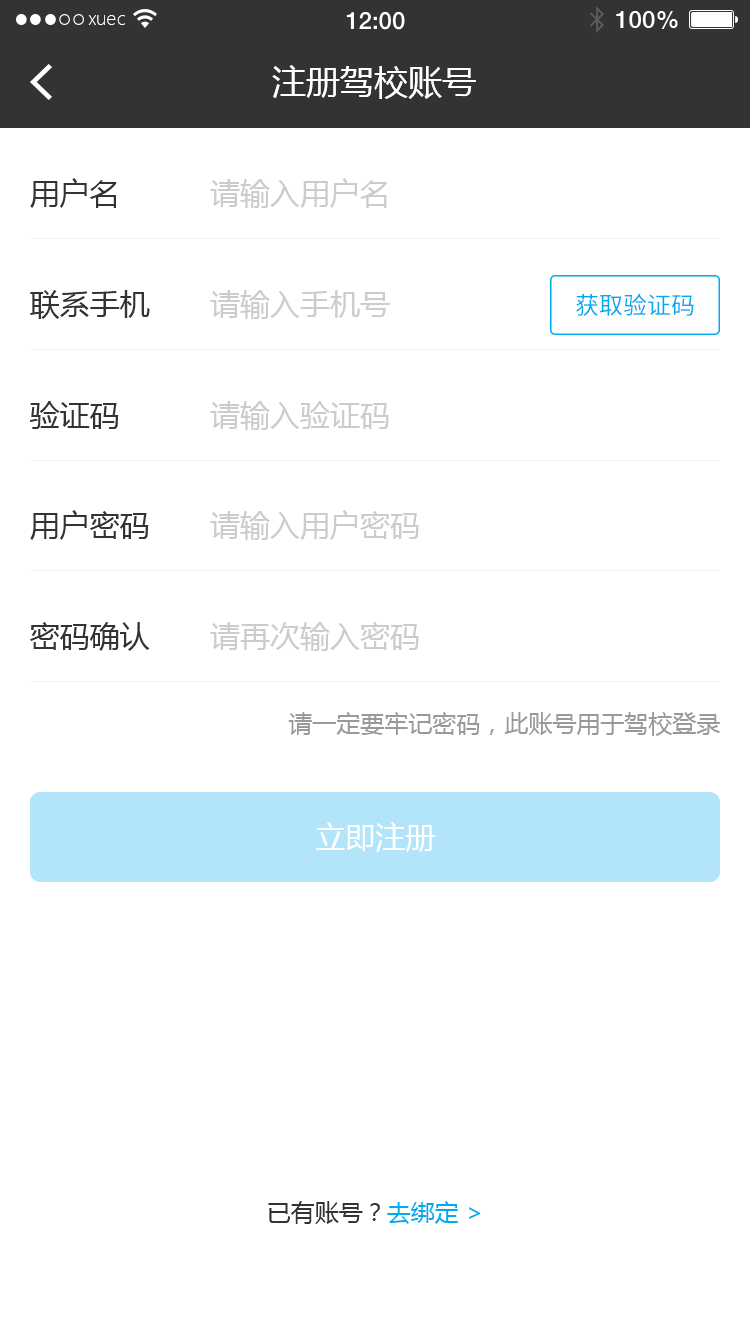 xuec 12:00 100%
注册驾校账号
用户名 请输入用户名
联系手机 请输入手机号 获取验证码
验证码 请输入验证码
用户密码 请输入用户密码
密码确认 请再次输入密码
请一定要牢记密码，此账号用于驾校登录
立即注册
已有账号？去绑定 >